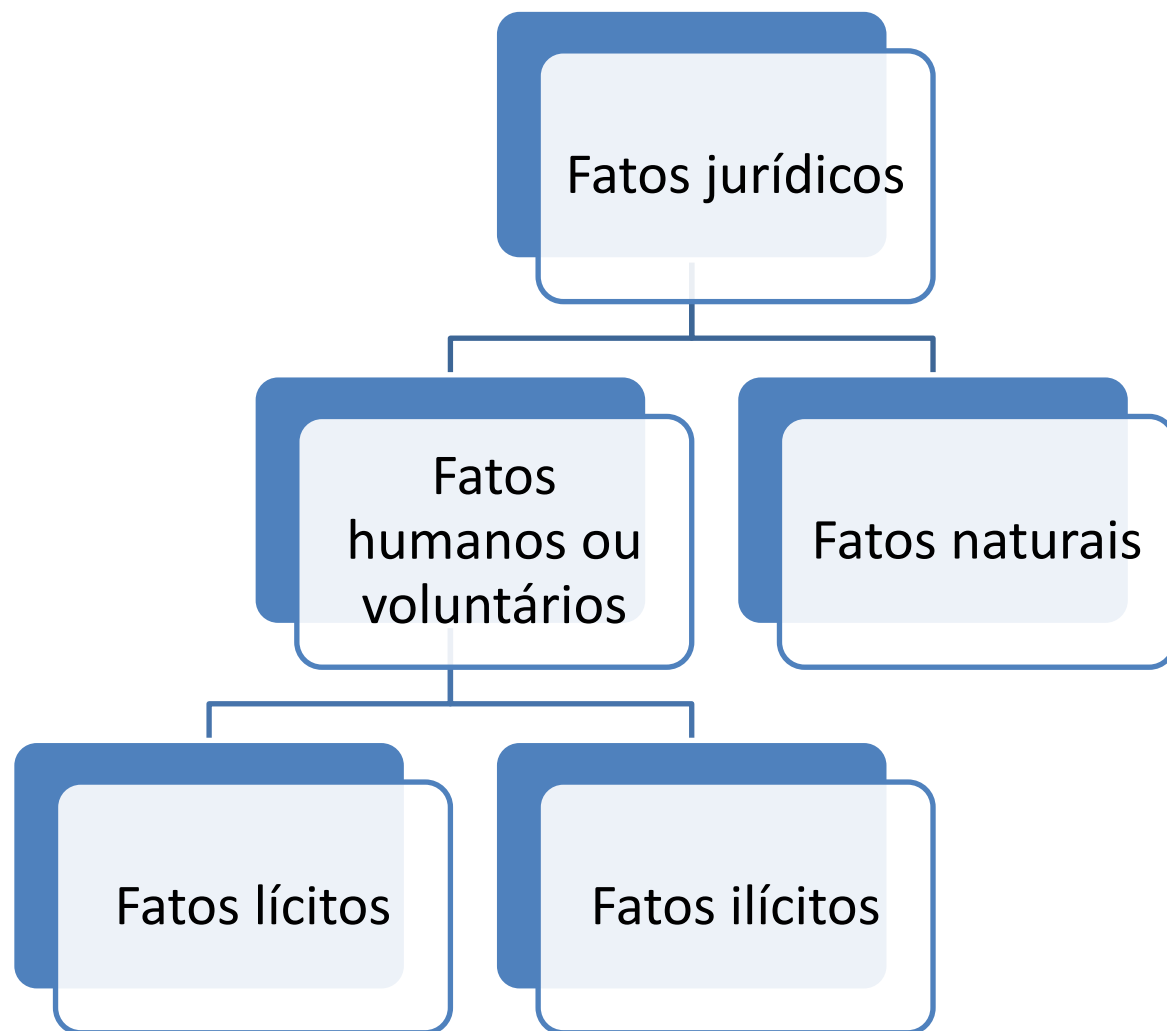 Fatos jurídicos
Fatos
humanos ou
voluntários
Fatos naturais
Fatos lícitos
Fatos ilícitos